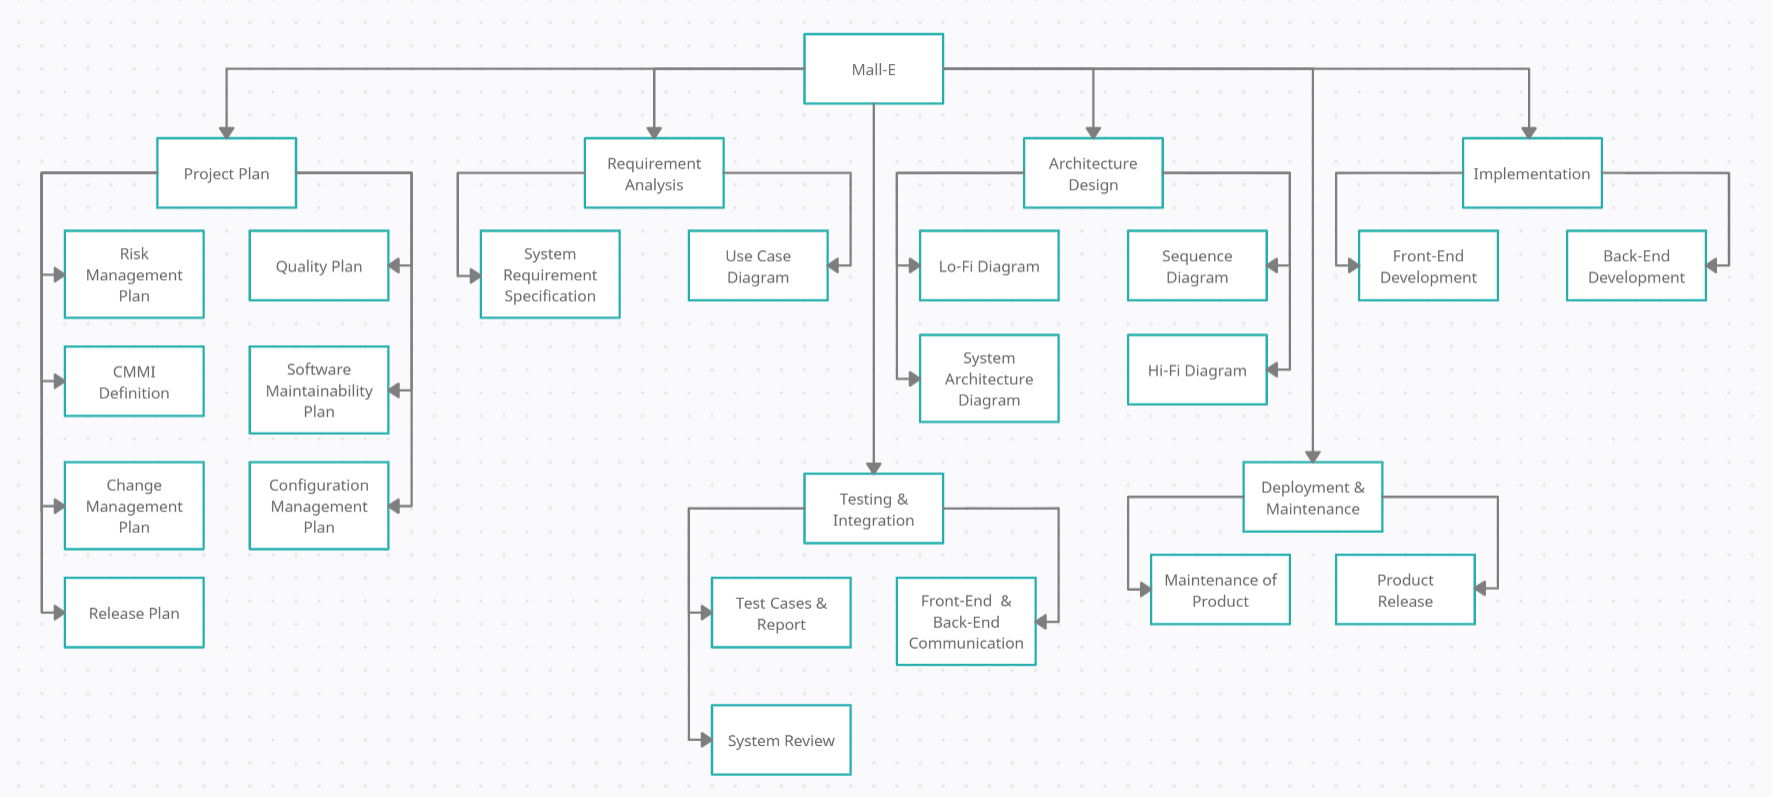 Mall-E
Project Plan
Risk
Management
Plan
Quality Plan
CMMI
Definition
Software
Maintainability
Plan
Change
Management
Plan
Configuration
Management
Plan
Release Plan
Requirement
Analysis
System
Requirement
Specification
Use Case
Diagram
Architecture
Design
Lo-Fi Diagram
Sequence
Diagram
System
Architecture
Diagram
Hi-Fi Diagram
Implementation
Front-End
Development
Back-End
Development
Testing &
Integration
Test Cases &
Report
Front-End  &
Back-End
Communication
System Review
Deployment &
Maintenance
Maintenance of
Product
Product
Release